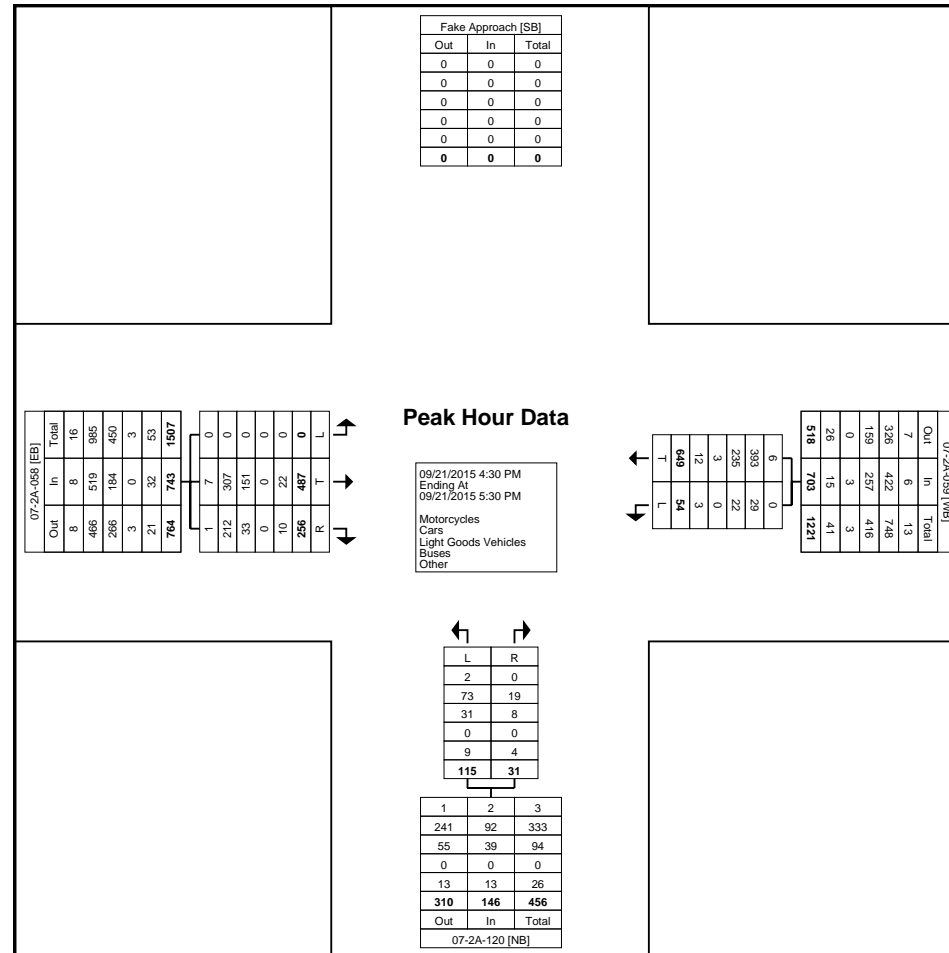 Fake Approach [SB]
Out In Total
0 0 0
0 0 0
0 0 0
0 0 0
0 0 0
0 0 0
Peak Hour Data
09/21/2015 4:30 PM
Ending At
09/21/2015 5:30 PM
Motorcycles
Cars
Light Goods Vehicles
Buses
Other
07-2A-058 [EB]
Total 16 985 450 3 53 1507
In 8 519 184 0 32 743
Out 8 466 266 3 21 764
0 0 0 0 0 0 L
7 307 151 0 22 487 T
1 212 33 0 10 256 R
6 393 235 3 12 649 T
0 29 22 0 3 54 L
07-2A-059 [WB]
Out 7 326 159 0 26 518
In 6 422 257 3 15 703
Total 13 748 416 3 41 1221
L R
2 0
73 19
31 8
0 0
9 4
115 31
1 2 3
241 92 333
55 39 94
0 0 0
13 13 26
310 146 456
Out In Total
07-2A-120 [NB]